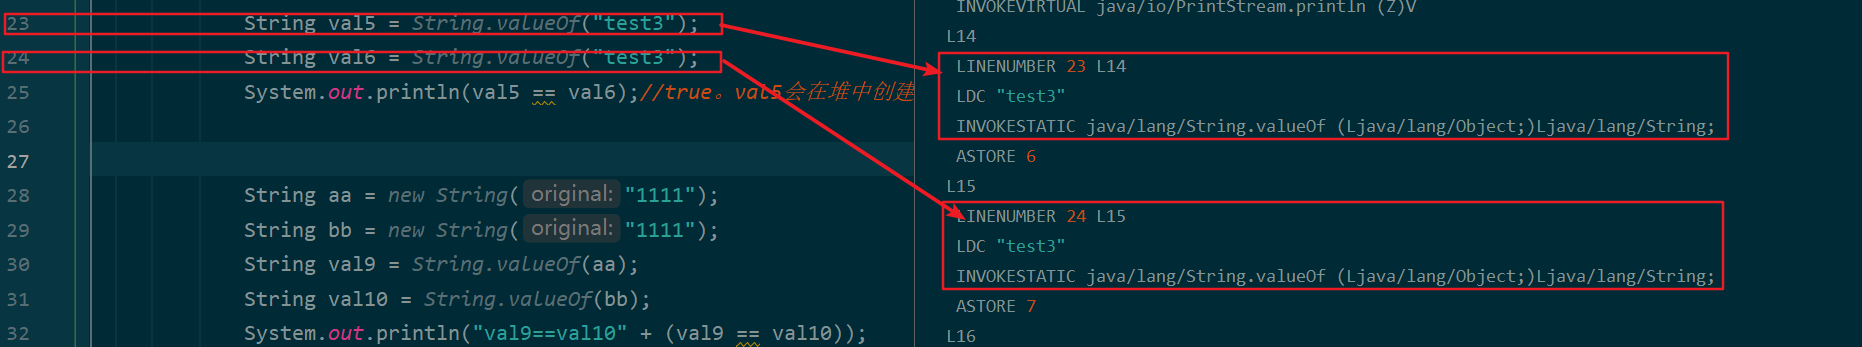 23 String val5 = String.valueOf("test3");
24 String val6 = String.valueOf("test3");
25 System.out.println(val5 == val6);//true。val5会在堆中创建
26
27
28 String aa = new String( original: "1111");
29 String bb = new String( original: "1111");
30 String val9 = String.valueOf(aa);
31 String val10 = String.valueOf(bb);
32 System.out.println("val9==val10" + (val9 == val10));
INVOKEVIRTUAL java/io/PrintStream.println (Z)V
L14
LINENUMBER 23 L14
LDC "test3"
INVOKESTATIC java/lang/String.valueOf (Ljava/lang/Object;)Ljava/lang/String;
ASTORE 6
L15
LINENUMBER 24 L15
LDC "test3"
INVOKESTATIC java/lang/String.valueOf (Ljava/lang/Object;)Ljava/lang/String;
ASTORE 7
L16